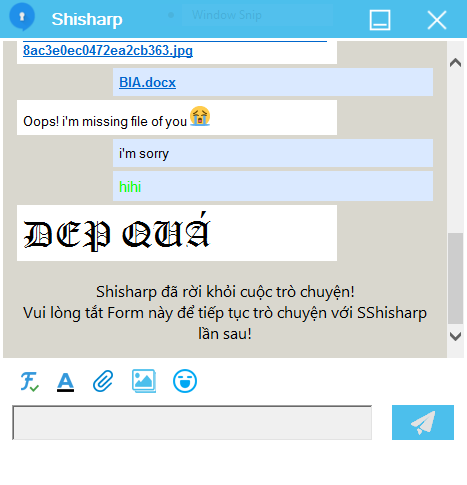 Shisharp
Window Snip
8ac3e0ec0472ea2cb363.jpg
BIA.docx
Oops! i'm missing file of you
i'm sorry
hihi
DEP QUÁ
Shisharp đã rời khỏi cuộc trò chuyện!
Vui lòng tắt Form này để tiếp tục trò chuyện với SShisharp
lần sau!